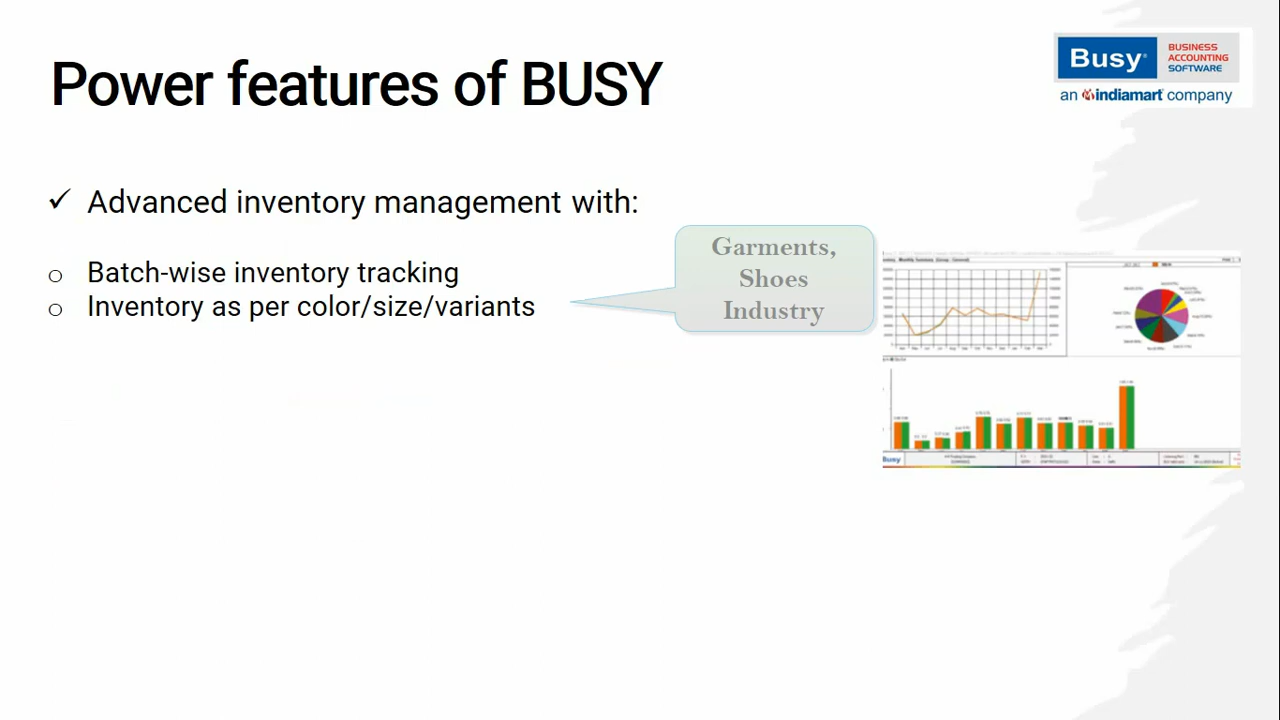 Power features of BUSY
Busy
BUSINESS
ACCOUNTING
SOFTWARE
an indiamart company
✓ Advanced inventory management with:
o Batch-wise inventory tracking
o Inventory as per color/size/variants
Garments,
Shoes
Industry
Busy